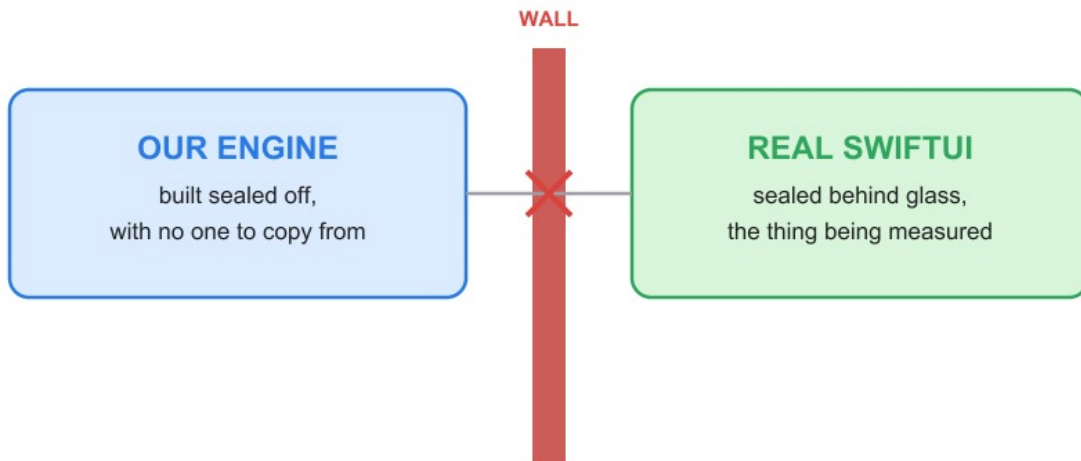 WALL
OUR ENGINE
built sealed off,
with no one to copy from
REAL SWIFTUI
sealed behind glass,
the thing being measured